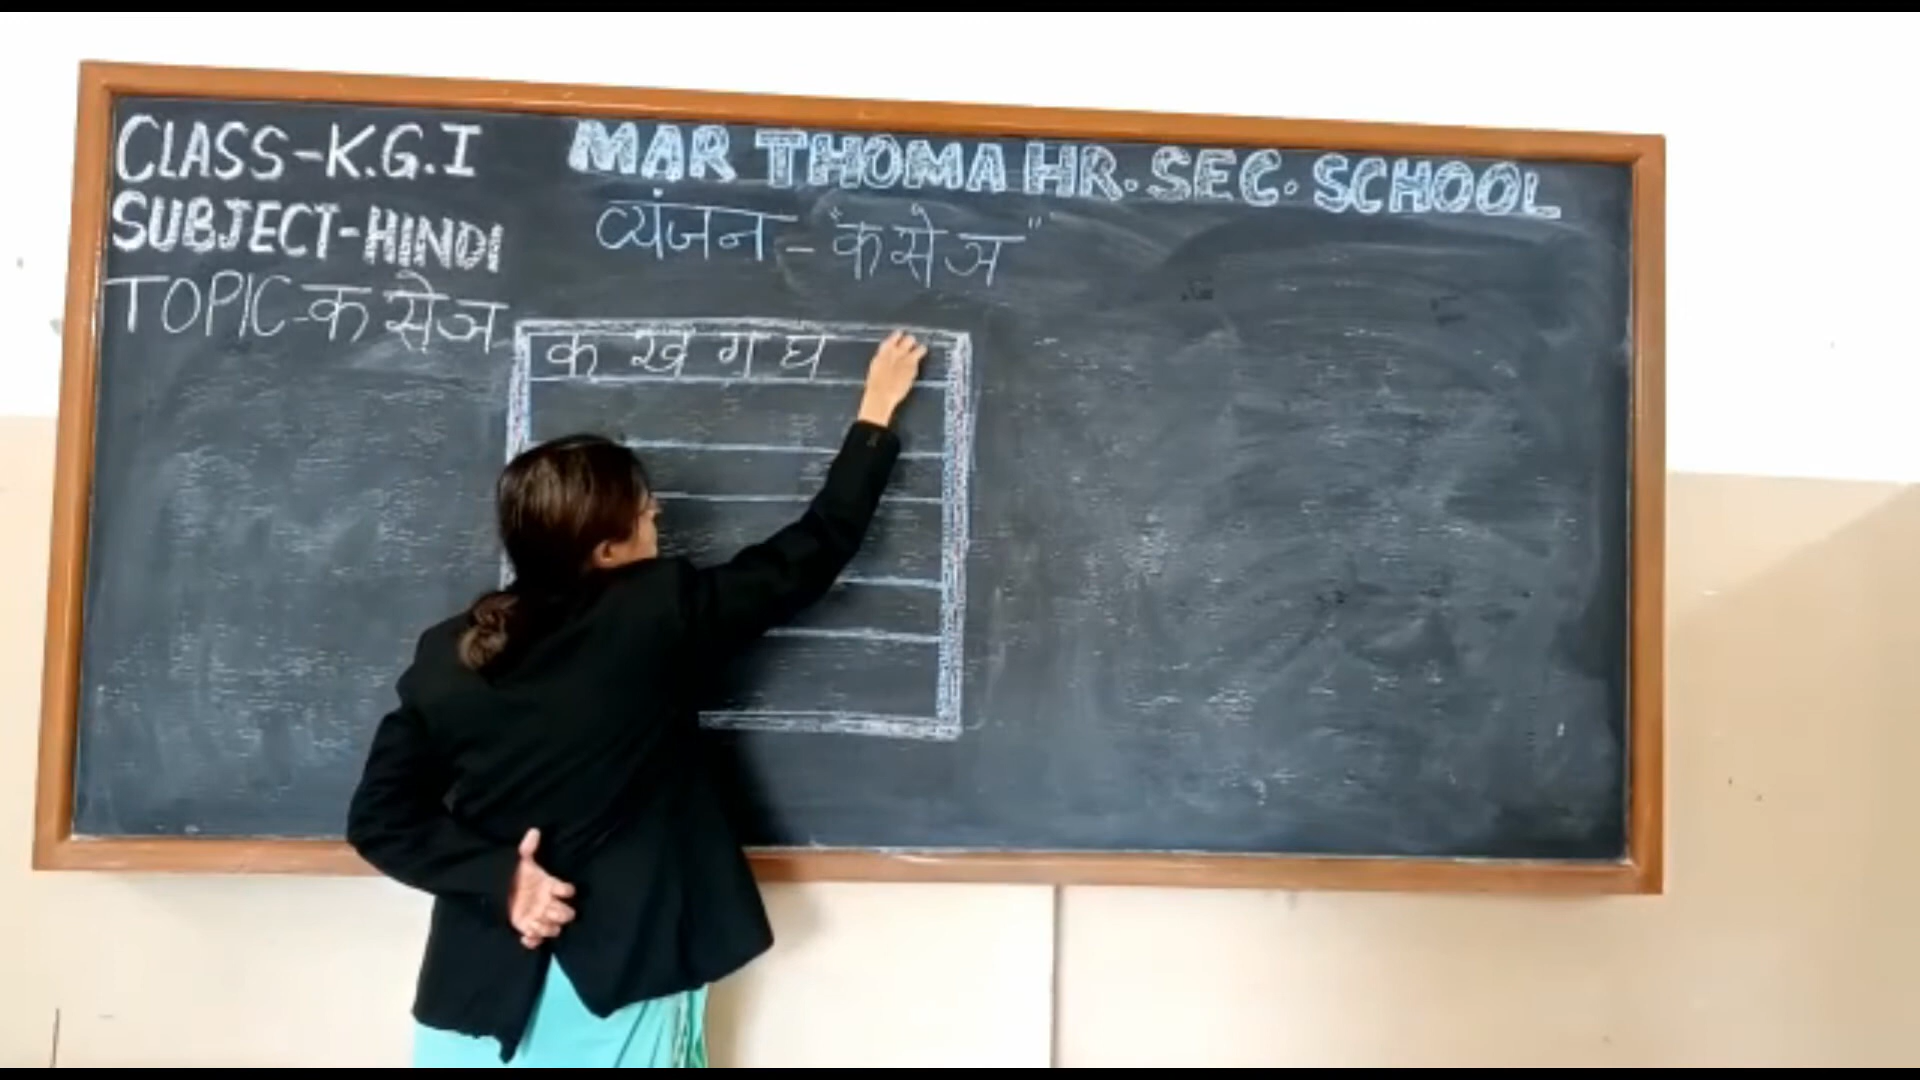 CLASS-K.G.I
SUBJECT-HINDI
TOPIC-क से ञ
MAR THOMA HR. SEC. SCHOOL
व्यंजन - "क से ञ"
क ख ग घ